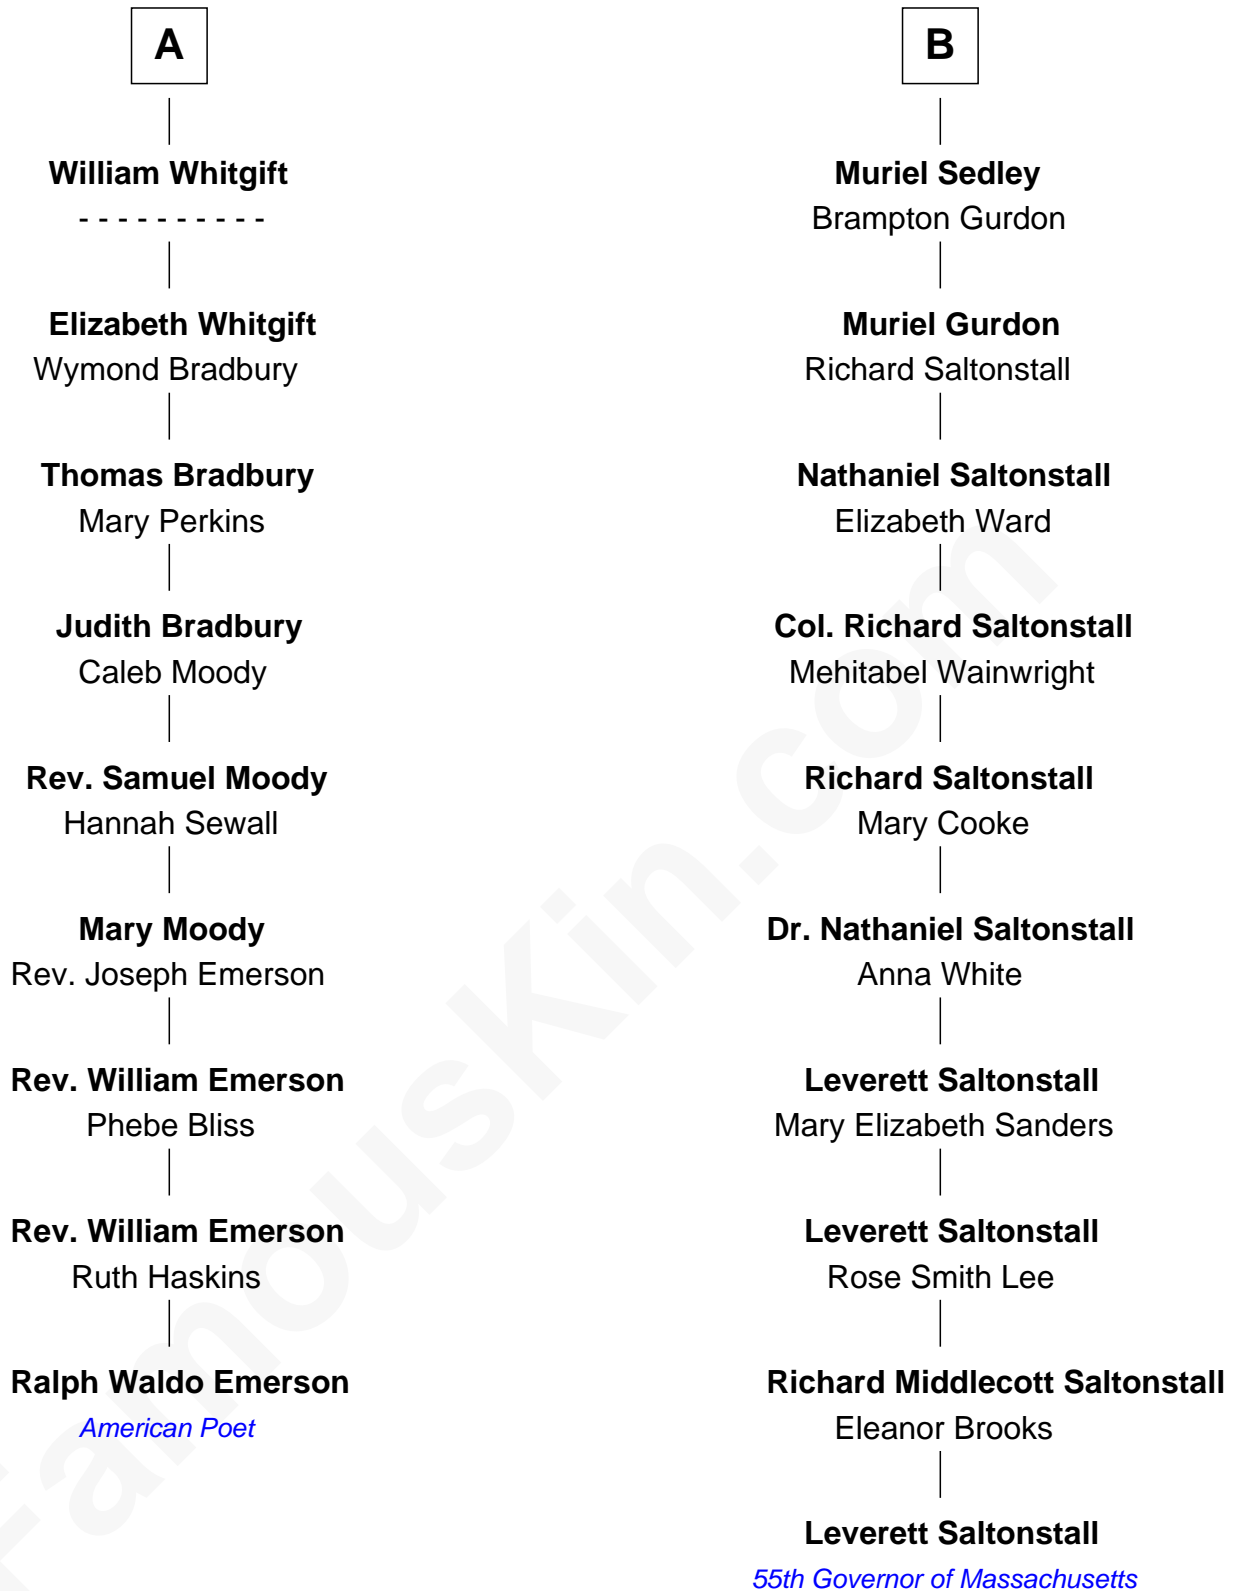 A
William Whitgift
- - - - - - - - - -
Elizabeth Whitgift
Wymond Bradbury
Thomas Bradbury
Mary Perkins
Judith Bradbury
Caleb Moody
Rev. Samuel Moody
Hannah Sewall
Mary Moody
Rev. Joseph Emerson
Rev. William Emerson
Phebe Bliss
Rev. William Emerson
Ruth Haskins
Ralph Waldo Emerson
American Poet
B
Muriel Sedley
Brampton Gurdon
Muriel Gurdon
Richard Saltonstall
Nathaniel Saltonstall
Elizabeth Ward
Col. Richard Saltonstall
Mehitabel Wainwright
Richard Saltonstall
Mary Cooke
Dr. Nathaniel Saltonstall
Anna White
Leverett Saltonstall
Mary Elizabeth Sanders
Leverett Saltonstall
Rose Smith Lee
Richard Middlecott Saltonstall
Eleanor Brooks
Leverett Saltonstall
55th Governor of Massachusetts
FamousKin.com